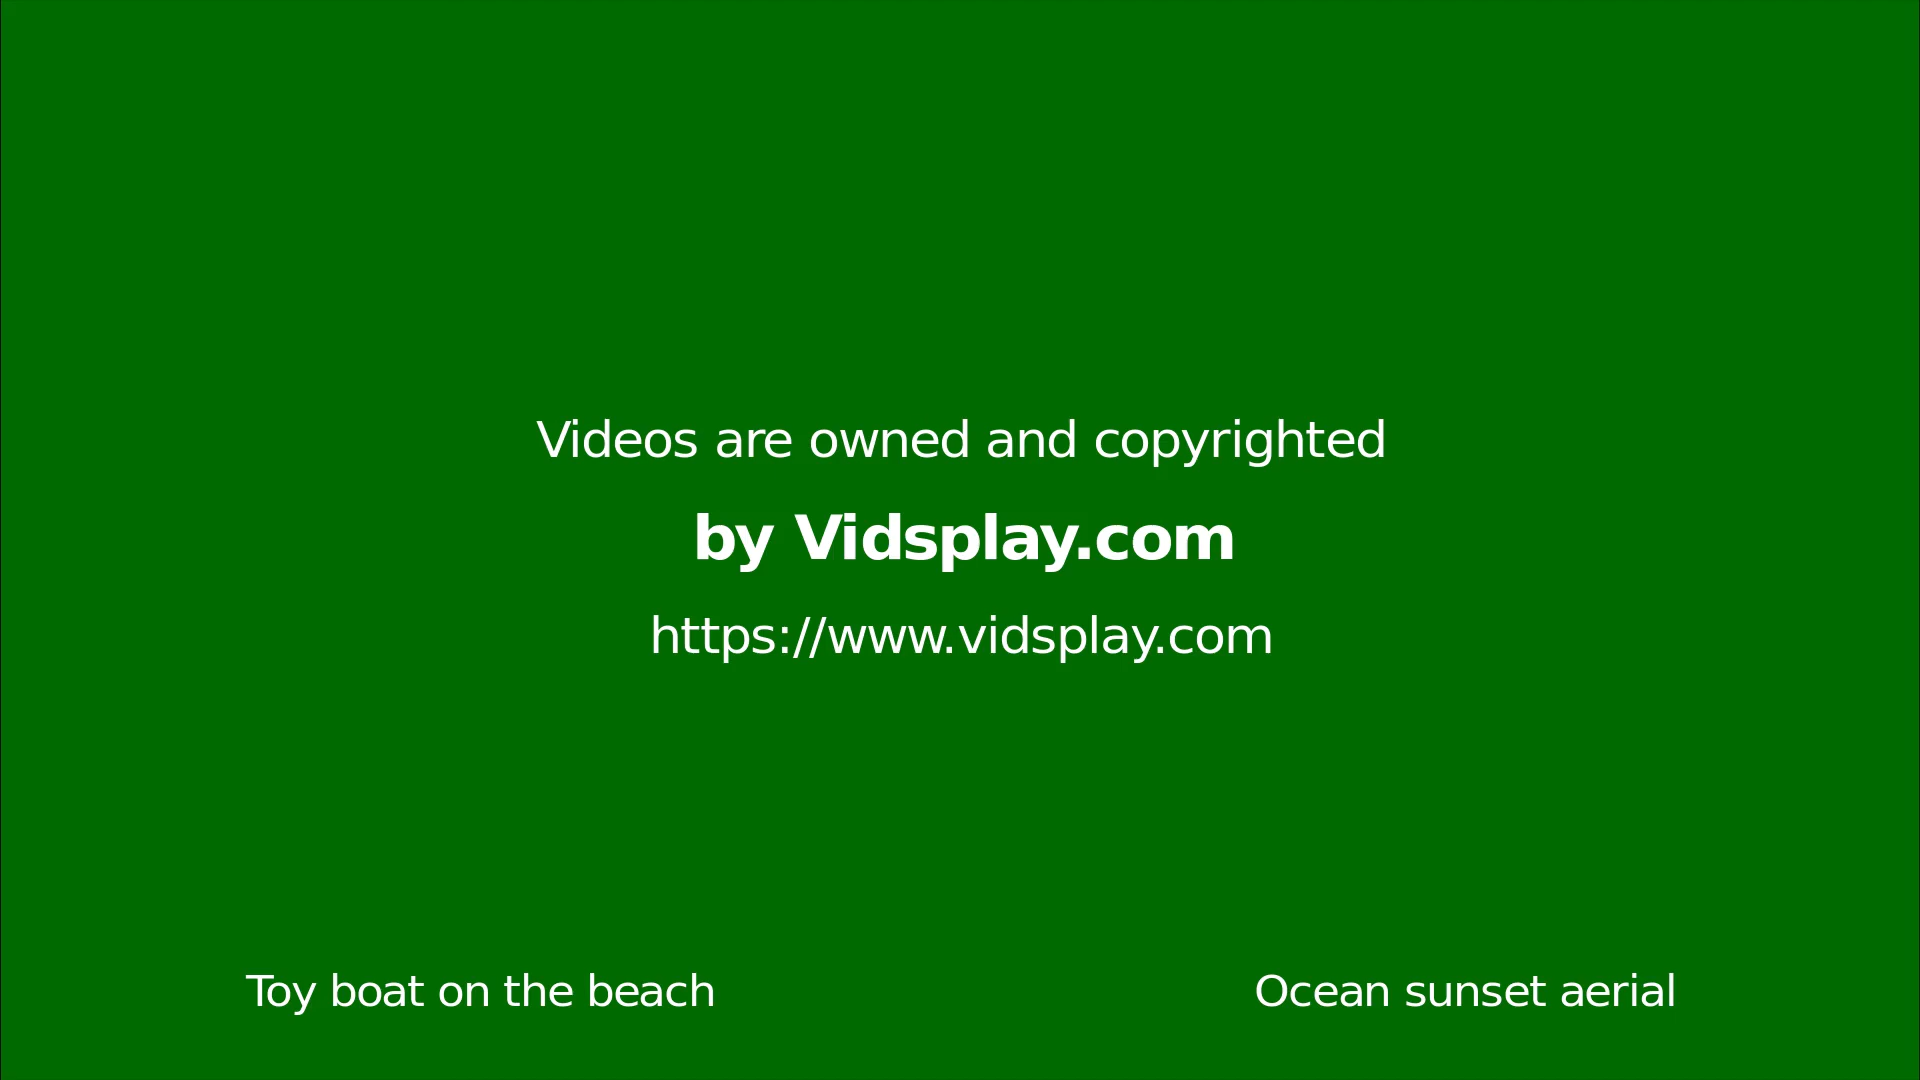 Videos are owned and copyrighted
by Vidsplay.com
https://www.vidsplay.com
Toy boat on the beach
Ocean sunset aerial